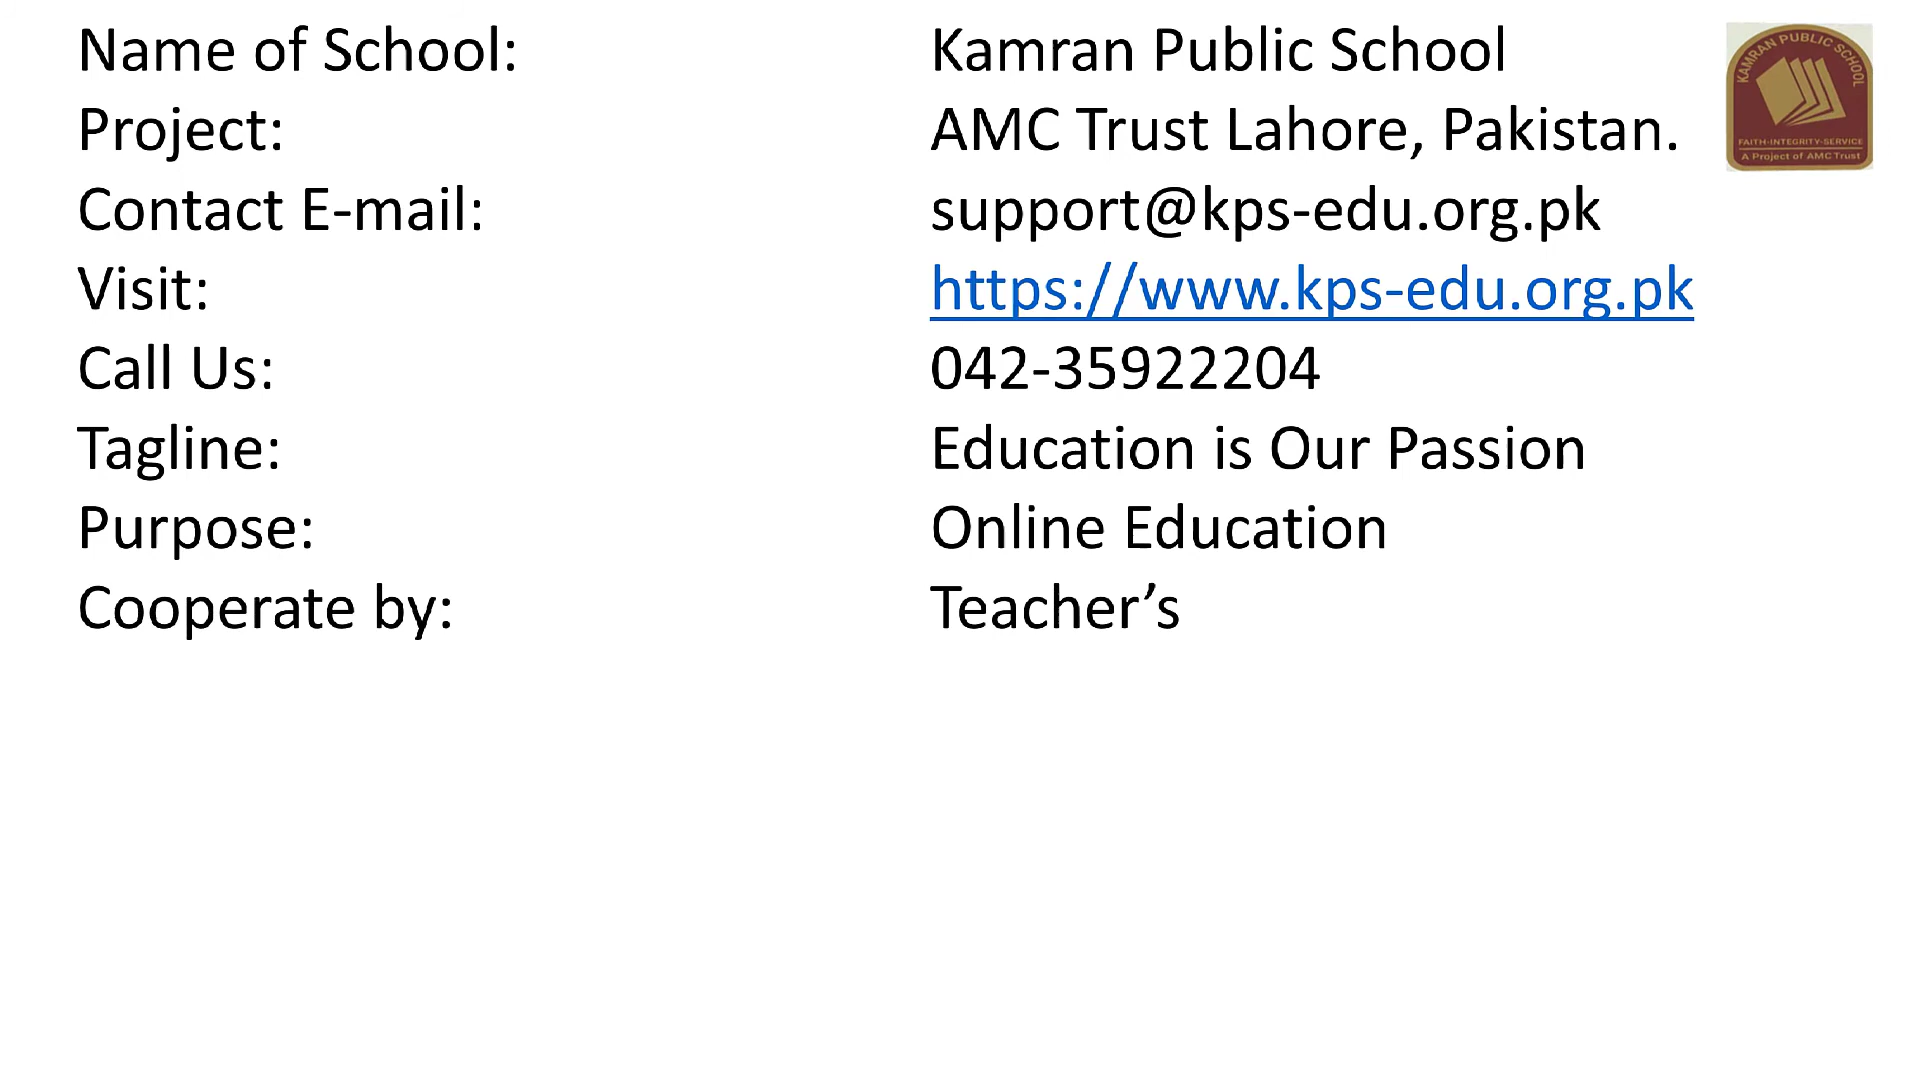 Name of School: Kamran Public School
Project: AMC Trust Lahore, Pakistan.
Contact E-mail: support@kps-edu.org.pk
Visit: https://www.kps-edu.org.pk
Call Us: 042-35922204
Tagline: Education is Our Passion
Purpose: Online Education
Cooperate by: Teacher’s
KAMRAN PUBLIC SCHOOL
FAITH-INTEGRITY-SERVICE
A Project of AMC Trust